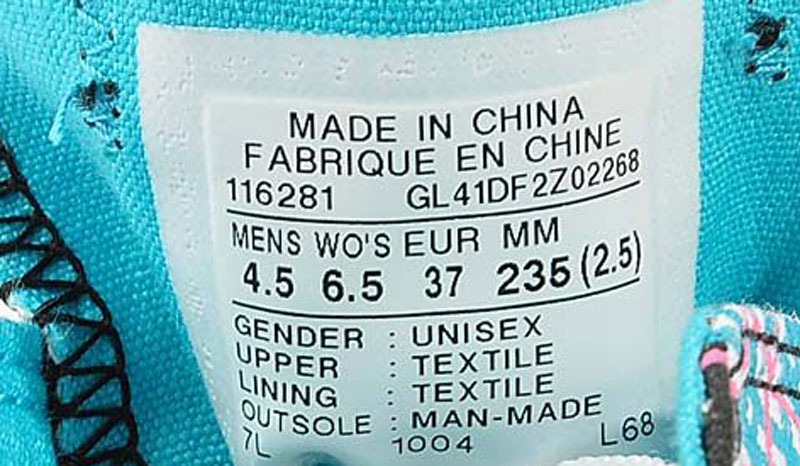 MADE IN CHINA
FABRIQUE EN CHINE
116281 GL41DF2Z02268
MENS WO'S EUR MM
4.5 6.5 37 235 (2.5)
GENDER : UNISEX
UPPER : TEXTILE
LINING : TEXTILE
OUTSOLE : MAN-MADE
7L 1004 L68